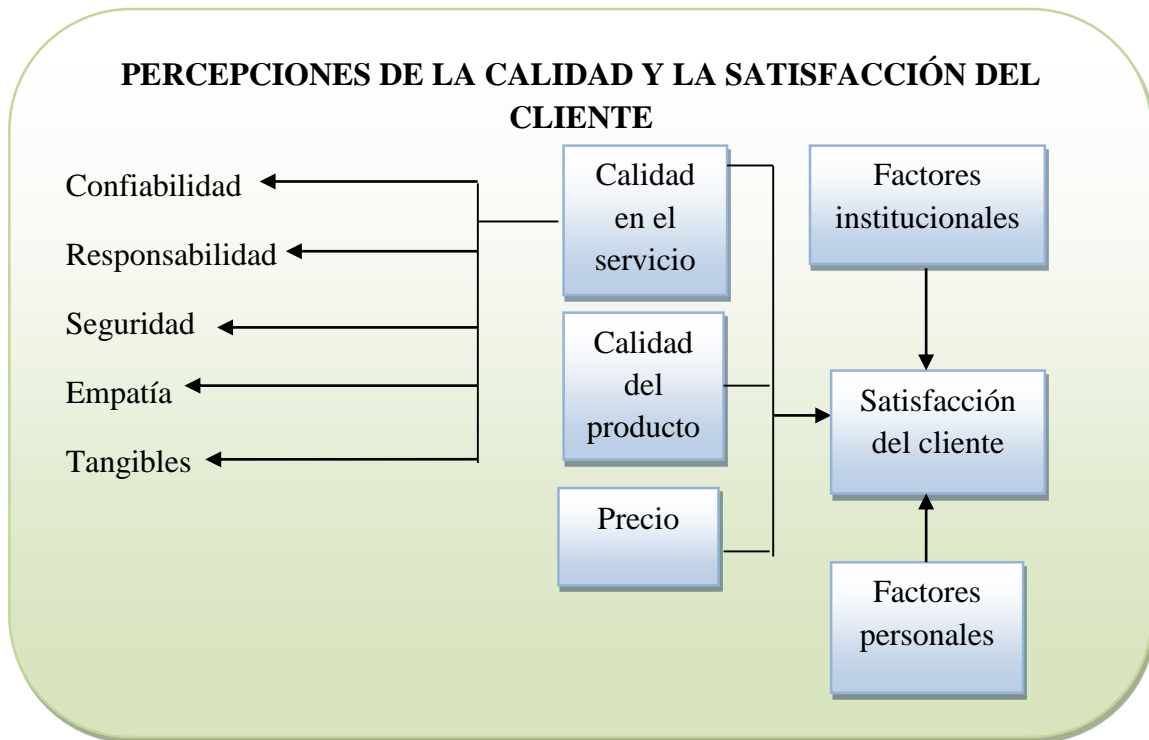 PERCEPCIONES DE LA CALIDAD Y LA SATISFACCIÓN DEL
CLIENTE
Confiabilidad
Responsabilidad
Seguridad
Empatía
Tangibles
Calidad
en el
servicio
Calidad
del
producto
Precio
Factores
institucionales
Satisfacción
del cliente
Factores
personales